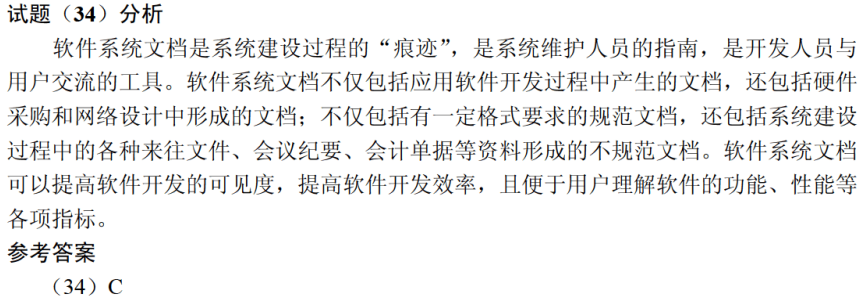 试题（34）分析
软件系统文档是系统建设过程的“痕迹”，是系统维护人员的指南，是开发人员与
用户交流的工具。软件系统文档不仅包括应用软件开发过程中产生的文档，还包括硬件
采购和网络设计中形成的文档；不仅包括有一定格式要求的规范文档，还包括系统建设
过程中的各种来往文件、会议纪要、会计单据等资料形成的不规范文档。软件系统文档
可以提高软件开发的可见度，提高软件开发效率，且便于用户理解软件的功能、性能等
各项指标。
参考答案
（34）C